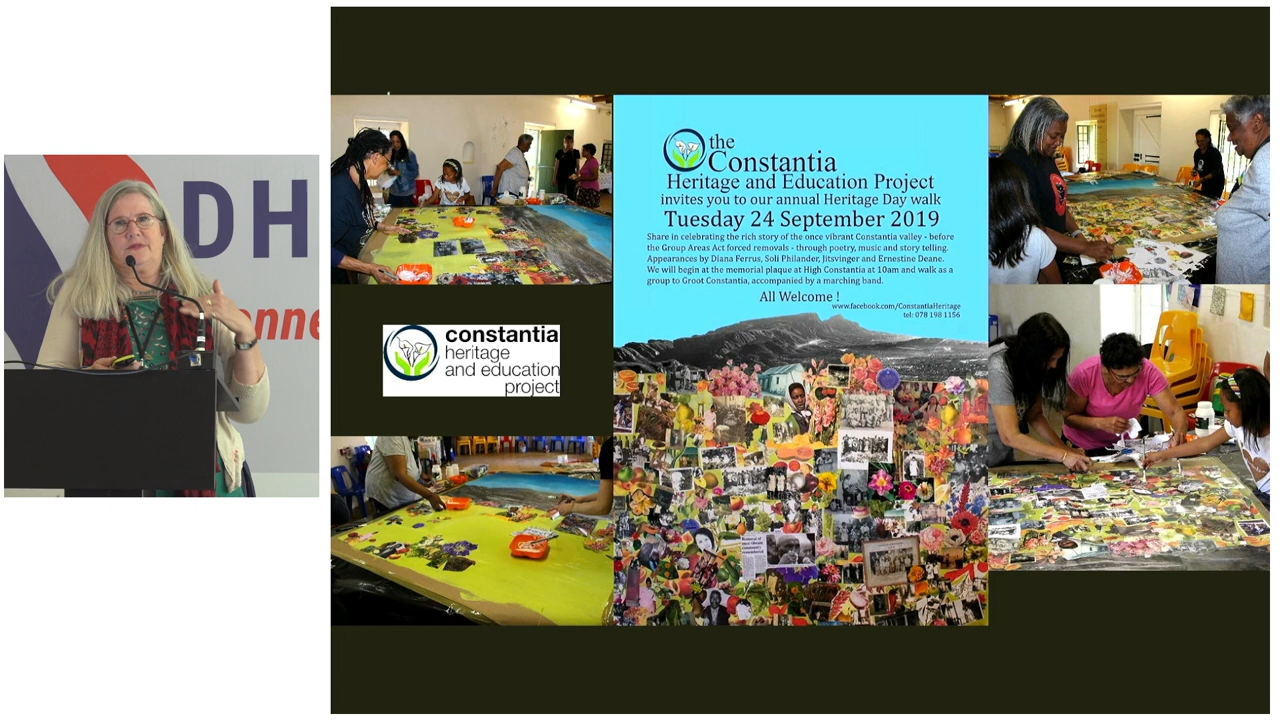 DH
onne
the
Constantia
Heritage and Education Project
invites you to our annual Heritage Day walk
Tuesday 24 September 2019
Share in celebrating the rich story of the once vibrant Constantia valley - before
the Group Areas Act forced removals - through poetry, music and story telling.
Appearances by Diana Ferrus, Soli Philander, Jitsvinger and Ernestine Deane.
We will begin at the memorial plaque at High Constantia at 10am and walk as a
group to Groot Constantia, accompanied by a marching band.
All Welcome !
www.facebook.com/ConstantiaHeritage
tel: 078 198 1156
constantia
heritage
and education
project